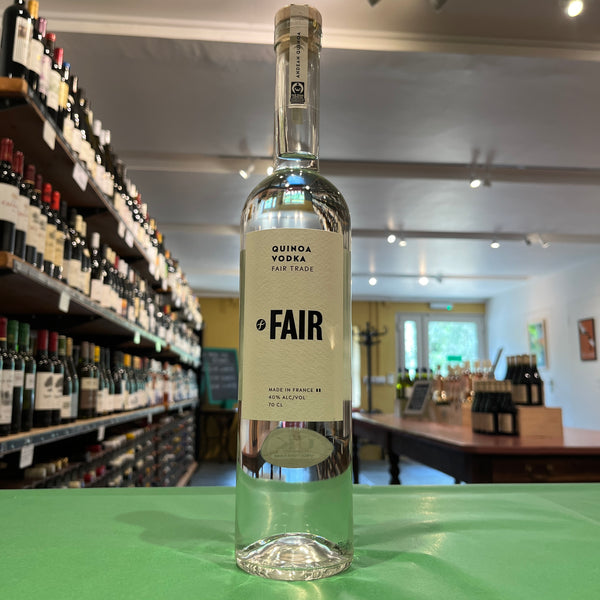 ANDEAN QUINOA
QUINOA
VODKA
FAIR TRADE
FAIR
MADE IN FRANCE
40% ALC/VOL
70 CL